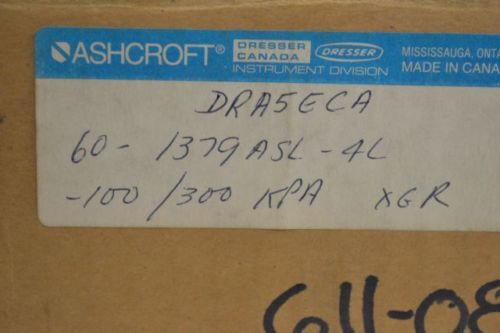 ASHCROFT® DRESSER CANADA DRESSER MISSISSAUGA, ONTA
INSTRUMENT DIVISION MADE IN CANA
DRA5ECA
60- 1379ASL-4L
-100/300 KPA XGR
611-08